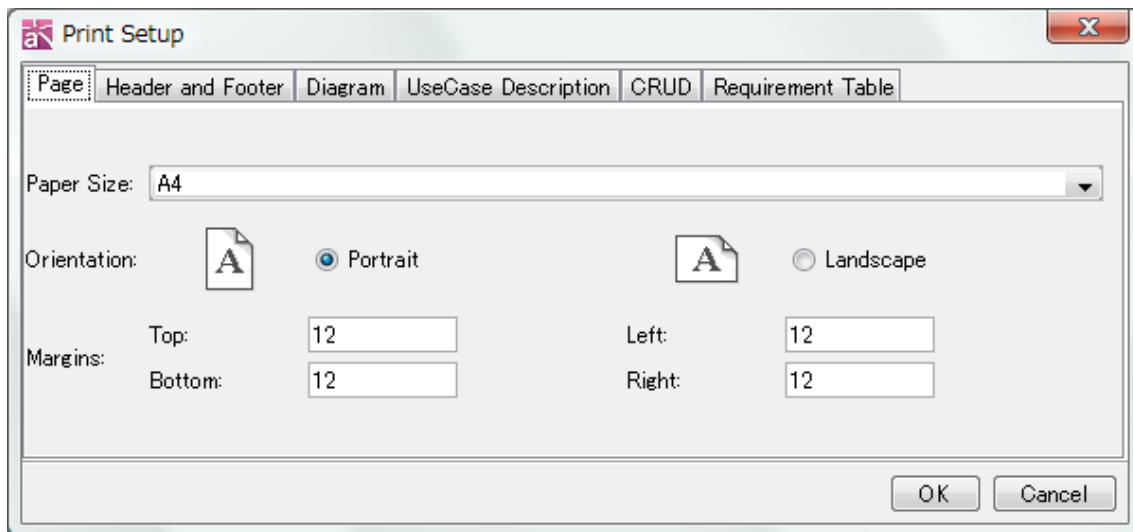 Print Setup
Page Header and Footer Diagram UseCase Description CRUD Requirement Table
Paper Size: A4
Orientation: A Portrait A Landscape
Top: 12 Left: 12
Margins:
Bottom: 12 Right: 12
OK Cancel